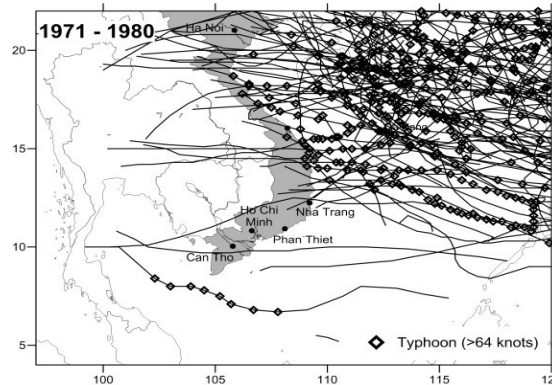 1971 - 1980
Ha Noi
20
15
10
5
Nha Trang
Ho Chi
Minh
Phan Thiet
Can Tho
Typhoon (>64 knots)
100
105
110
115